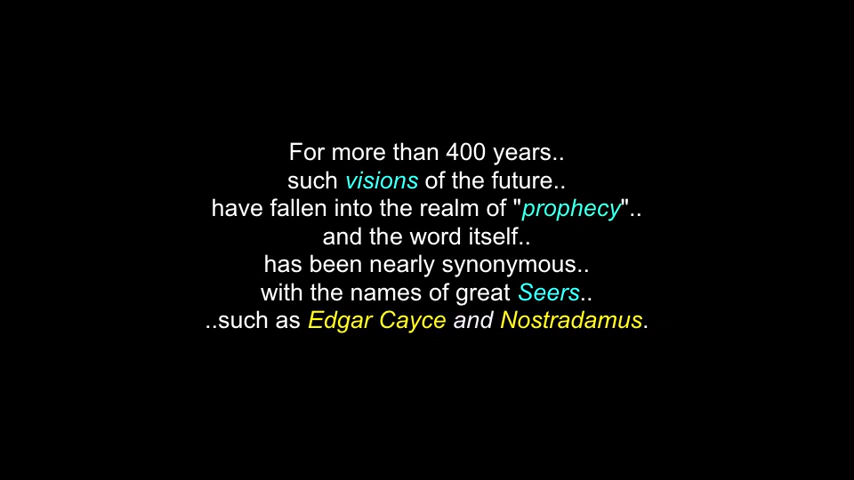 For more than 400 years..
such visions of the future..
have fallen into the realm of "prophecy"..
and the word itself..
has been nearly synonymous..
with the names of great Seers..
..such as Edgar Cayce and Nostradamus.